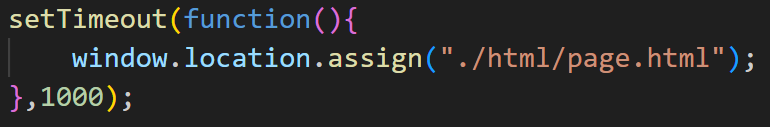 setTimeout(function(){
    window.location.assign("./html/page.html");
},1000);